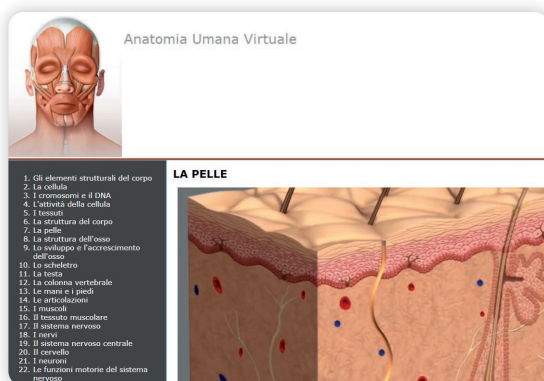 Anatomia Umana Virtuale
LA PELLE
1. Gli elementi strutturali del corpo
2. La cellula
3. I cromosomi e il DNA
4. L'attività della cellula
5. I tessuti
6. La struttura del corpo
7. La pelle
8. La struttura dell'osso
9. Lo sviluppo e l'accrescimento
dell'osso
10. Lo scheletro
11. La testa
12. La colonna vertebrale
13. Le mani e i piedi
14. Le articolazioni
15. I muscoli
16. Il tessuto muscolare
17. Il sistema nervoso
18. I nervi
19. Il sistema nervoso centrale
20. Il cervello
21. I neuroni
22. Le funzioni motorie del sistema
nervoso